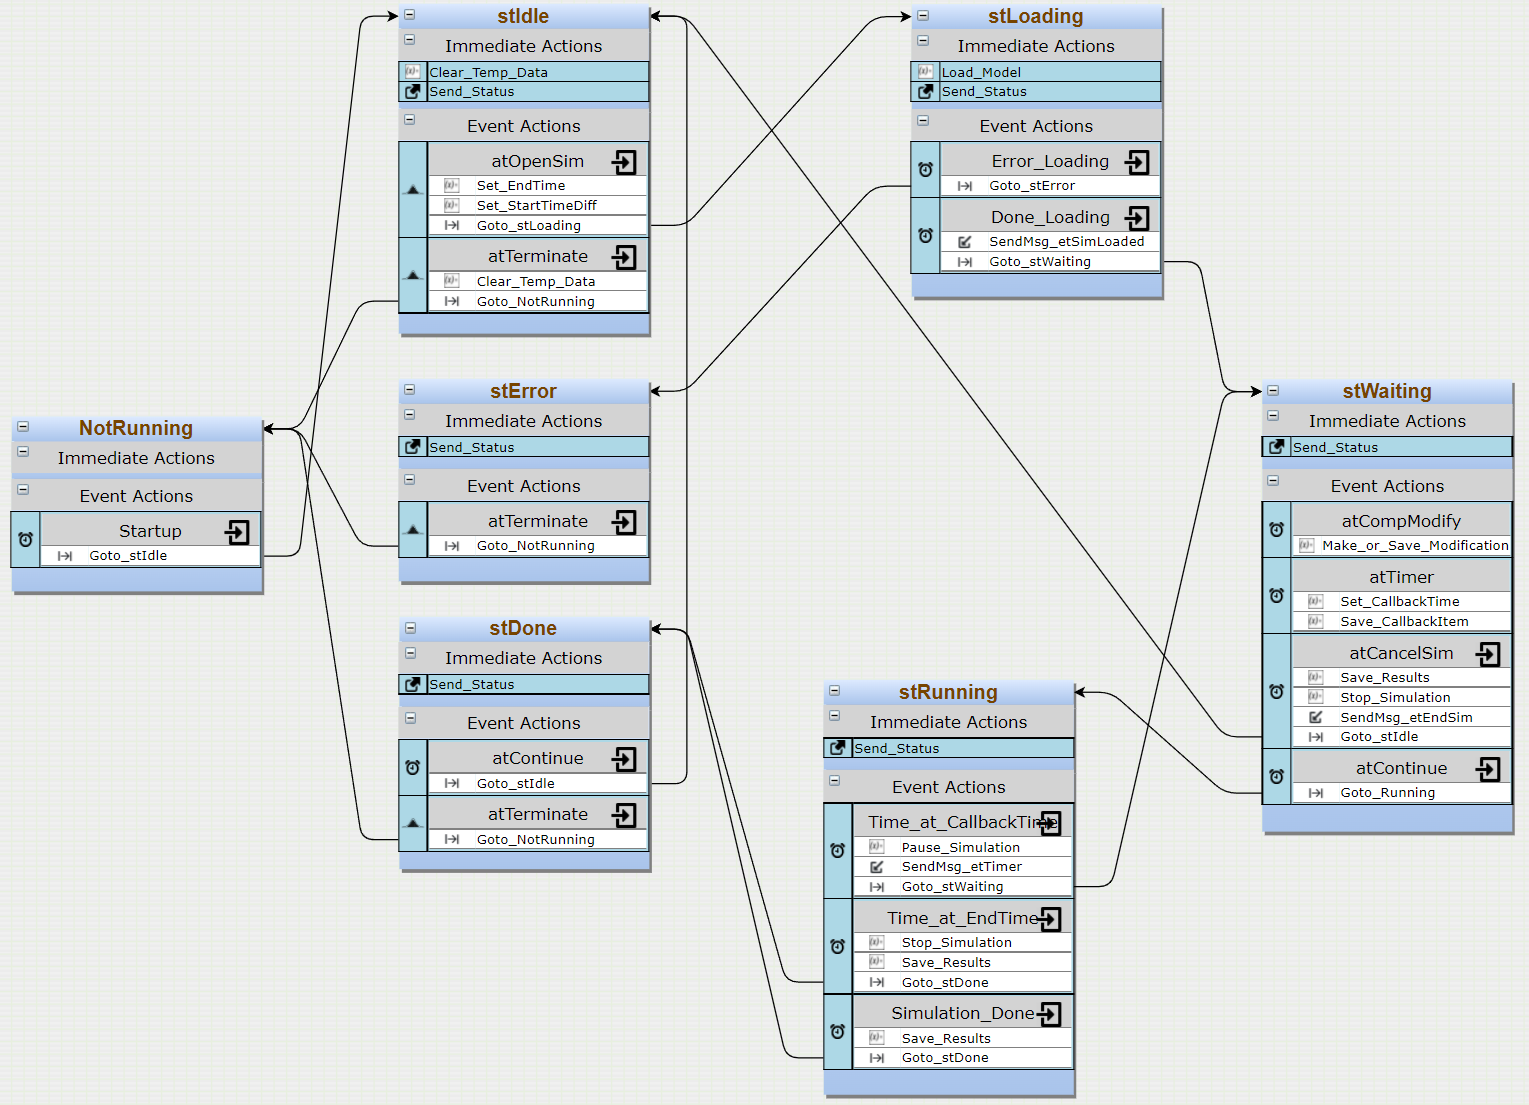 stIdle
Immediate Actions
Clear_Temp_Data
Send_Status
Event Actions
atOpenSim
Set_EndTime
Set_StartTimeDiff
Goto_stLoading
atTerminate
Clear_Temp_Data
Goto_NotRunning
stLoading
Immediate Actions
Load_Model
Send_Status
Event Actions
Error_Loading
Goto_stError
Done_Loading
SendMsg_etSimLoaded
Goto_stWaiting
NotRunning
Immediate Actions
Event Actions
Startup
Goto_stIdle
stError
Immediate Actions
Send_Status
Event Actions
atTerminate
Goto_NotRunning
stWaiting
Immediate Actions
Send_Status
Event Actions
atCompModify
Make_or_Save_Modification
atTimer
Set_CallbackTime
Save_CallbackItem
atCancelSim
Save_Results
Stop_Simulation
SendMsg_etEndSim
Goto_stIdle
atContinue
Goto_Running
stDone
Immediate Actions
Send_Status
Event Actions
atContinue
Goto_stIdle
atTerminate
Goto_NotRunning
stRunning
Immediate Actions
Send_Status
Event Actions
Time_at_CallbackTime
Pause_Simulation
SendMsg_etTimer
Goto_stWaiting
Time_at_EndTime
Stop_Simulation
Save_Results
Goto_stDone
Simulation_Done
Save_Results
Goto_stDone